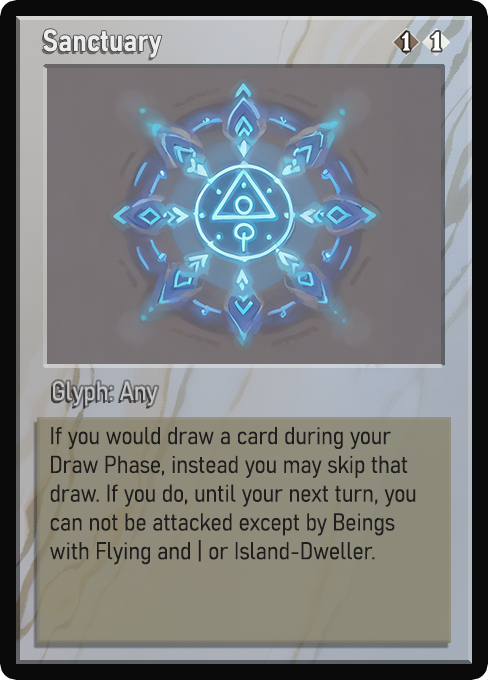 Sanctuary 1 1
Glyph: Any
If you would draw a card during your
Draw Phase, instead you may skip that
draw. If you do, until your next turn, you
can not be attacked except by Beings
with Flying and | or Island-Dweller.